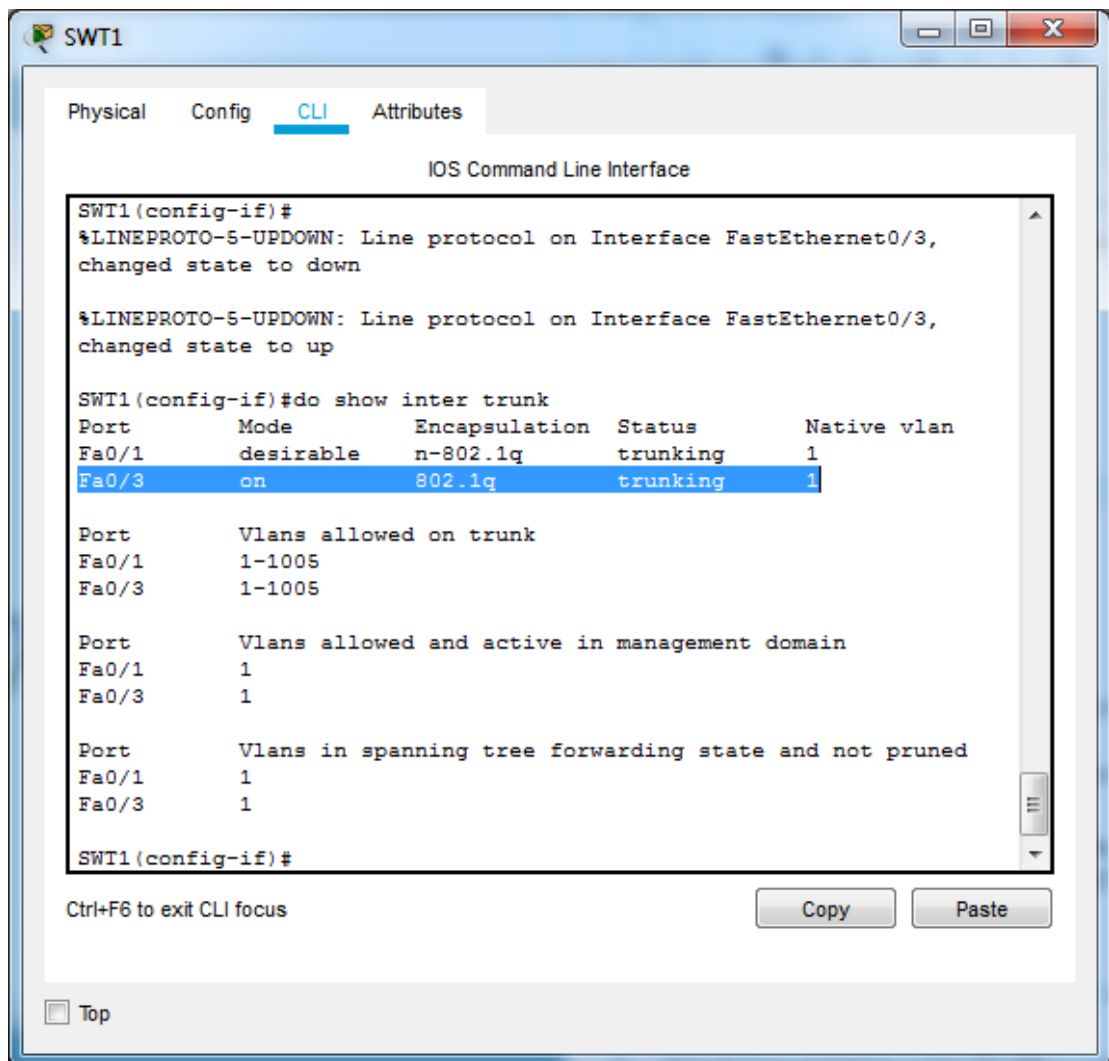 SWT1
Physical Config CLI Attributes
IOS Command Line Interface
SWT1(config-if)#
%LINEPROTO-5-UPDOWN: Line protocol on Interface FastEthernet0/3,
changed state to down
%LINEPROTO-5-UPDOWN: Line protocol on Interface FastEthernet0/3,
changed state to up
SWT1(config-if)#do show inter trunk
Port Mode Encapsulation Status Native vlan
Fa0/1 desirable n-802.1q trunking 1
Fa0/3 on 802.1q trunking 1
Port Vlans allowed on trunk
Fa0/1 1-1005
Fa0/3 1-1005
Port Vlans allowed and active in management domain
Fa0/1 1
Fa0/3 1
Port Vlans in spanning tree forwarding state and not pruned
Fa0/1 1
Fa0/3 1
SWT1(config-if)#
Ctrl+F6 to exit CLI focus
Copy Paste
Top